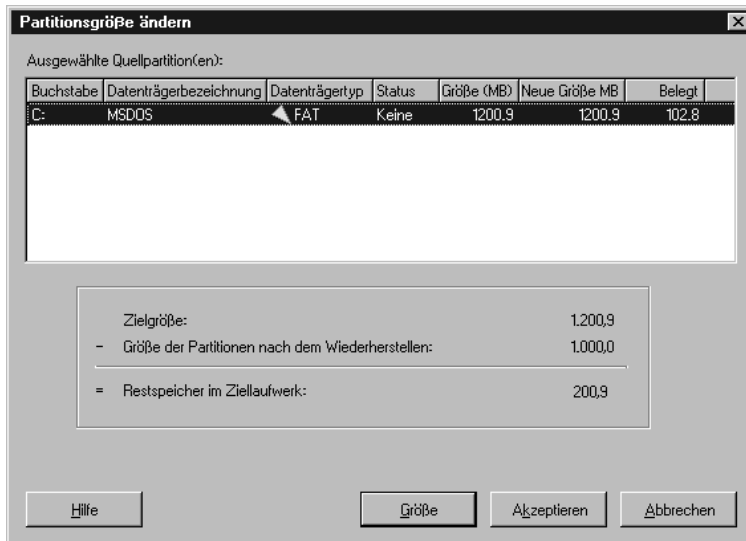 Partitionsgröße ändern
Ausgewählte Quellpartition(en):
Buchstabe Datenträgerbezeichnung Datenträgertyp Status Größe (MB) Neue Größe MB Belegt
C: MSDOS FAT Keine 1200.9 1200.9 102.8
Zielgröße: 1.200,9
- Größe der Partitionen nach dem Wiederherstellen: 1.000,0
= Restspeicher im Ziellaufwerk: 200,9
Hilfe Größe Akzeptieren Abbrechen